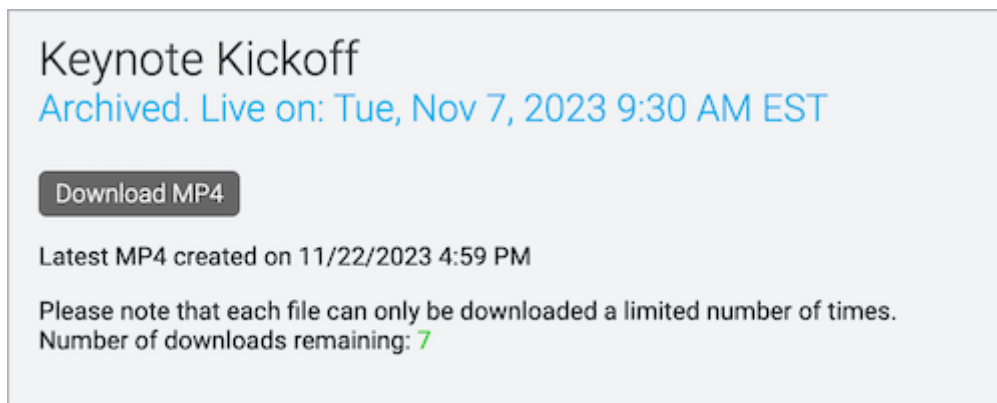 Keynote Kickoff
Archived. Live on: Tue, Nov 7, 2023 9:30 AM EST
Download MP4
Latest MP4 created on 11/22/2023 4:59 PM
Please note that each file can only be downloaded a limited number of times.
Number of downloads remaining: 7